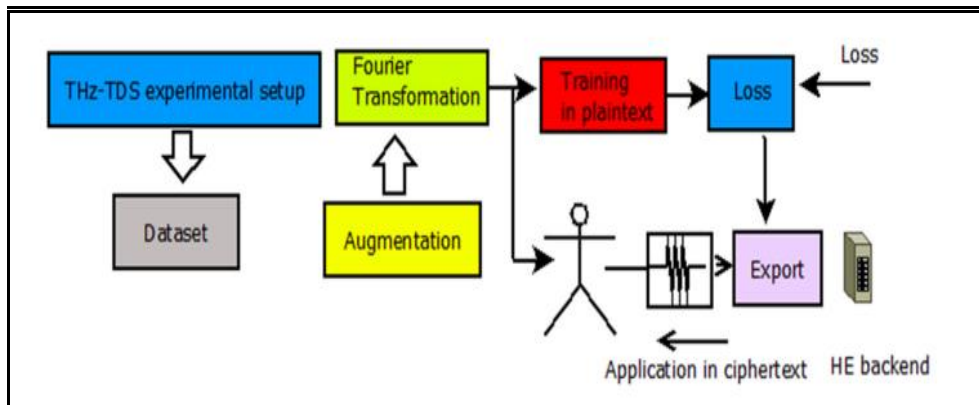 THz-TDS experimental setup
Fourier
Transformation
Training
in plaintext
Loss
Loss
Dataset
Augmentation
Export
Application in ciphertext
HE backend